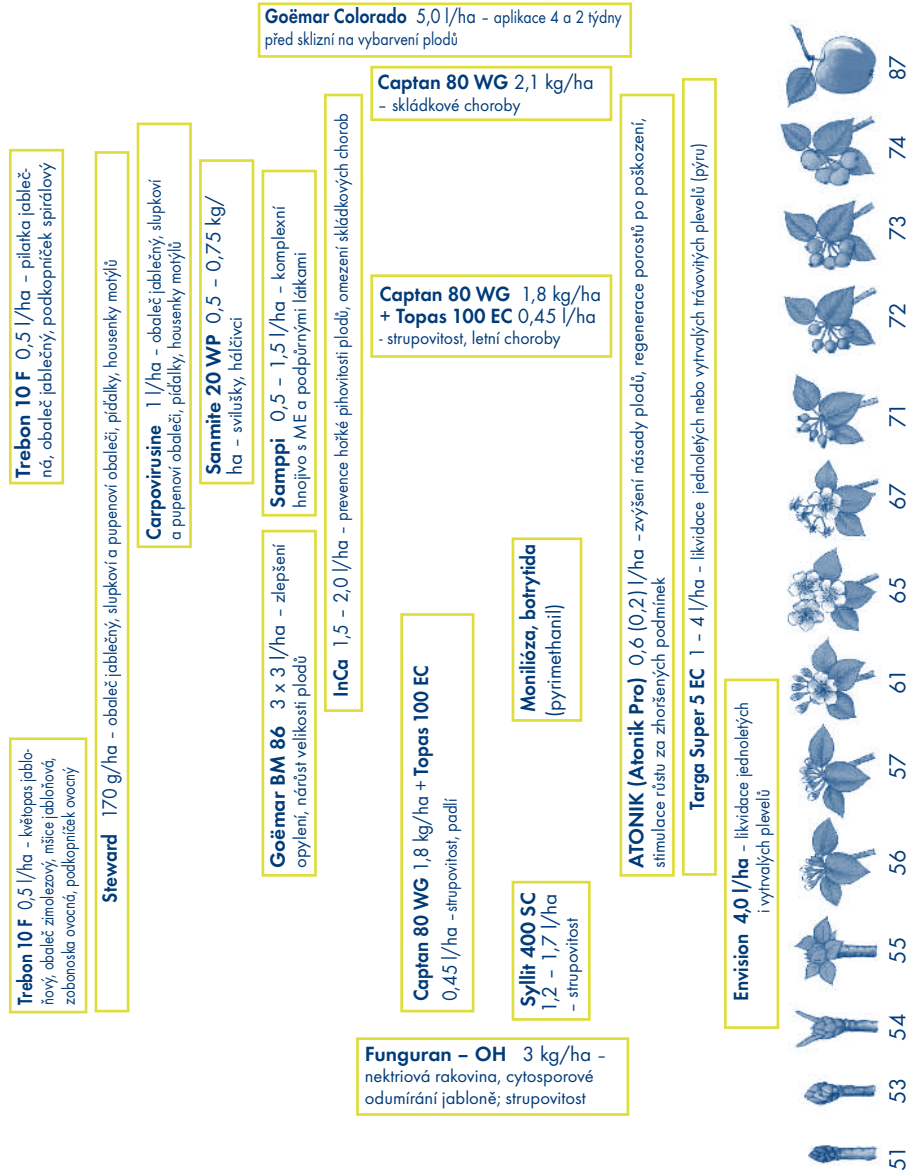 Goëmar Colorado 5,0 l/ha – aplikace 4 a 2 týdny
před sklizní na vybarvení plodů
Captan 80 WG 2,1 kg/ha
– skládkové choroby
Trebon 10 F 0,5 l/ha – pilatka jableč-
ná, obaleč jablečný, podkopníček spirálový
Trebon 10 F 0,5 l/ha – květopas jablo-
ňový, obaleč zimolezový, mšice jabloňová,
zobonoska ovocná, podkopníček ovocný
Steward 170 g/ha – obaleč jablečný, slupkoví a pupenoví obaleči, píďalky, housenky motýlů
Carpovirusine 1 l/ha – obaleč jablečný, slupkoví
a pupenoví obaleči, píďalky, housenky motýlů
Sanmite 20 WP 0,5 – 0,75 kg/
ha – svilušky, hálčivci
Samppi 0,5 – 1,5 l/ha – komplexní
hnojivo s ME a podpůrnými látkami
Goëmar BM 86 3 x 3 l/ha – zlepšení
opylení, nárůst velikosti plodů
InCa 1,5 – 2,0 l/ha – prevence hořké pihovitosti plodů, omezení skládkových chorob
Captan 80 WG 1,8 kg/ha
+ Topas 100 EC 0,45 l/ha
- strupovitost, letní choroby
Captan 80 WG 1,8 kg/ha + Topas 100 EC
0,45 l/ha – strupovitost, padlí
Monilióza, botrytida
(pyrimethanil)
Syllit 400 SC
1,2 – 1,7 l/ha
– strupovitost
Funguran – OH 3 kg/ha –
nektriová rakovina, cytosporové
odumírání jabloně; strupovitost
ATONIK (Atonik Pro) 0,6 (0,2) l/ha – zvýšení násady plodů, regenerace porostů po poškození,
stimulace růstu za zhoršených podmínek
Targa Super 5 EC 1 – 4 l/ha – likvidace jednoletých nebo vytrvalých trávovitých plevelů (pýru)
Envision 4,0 l/ha – likvidace jednoletých
i vytrvalých plevelů
51
53
54
55
56
57
61
65
67
71
72
73
74
87